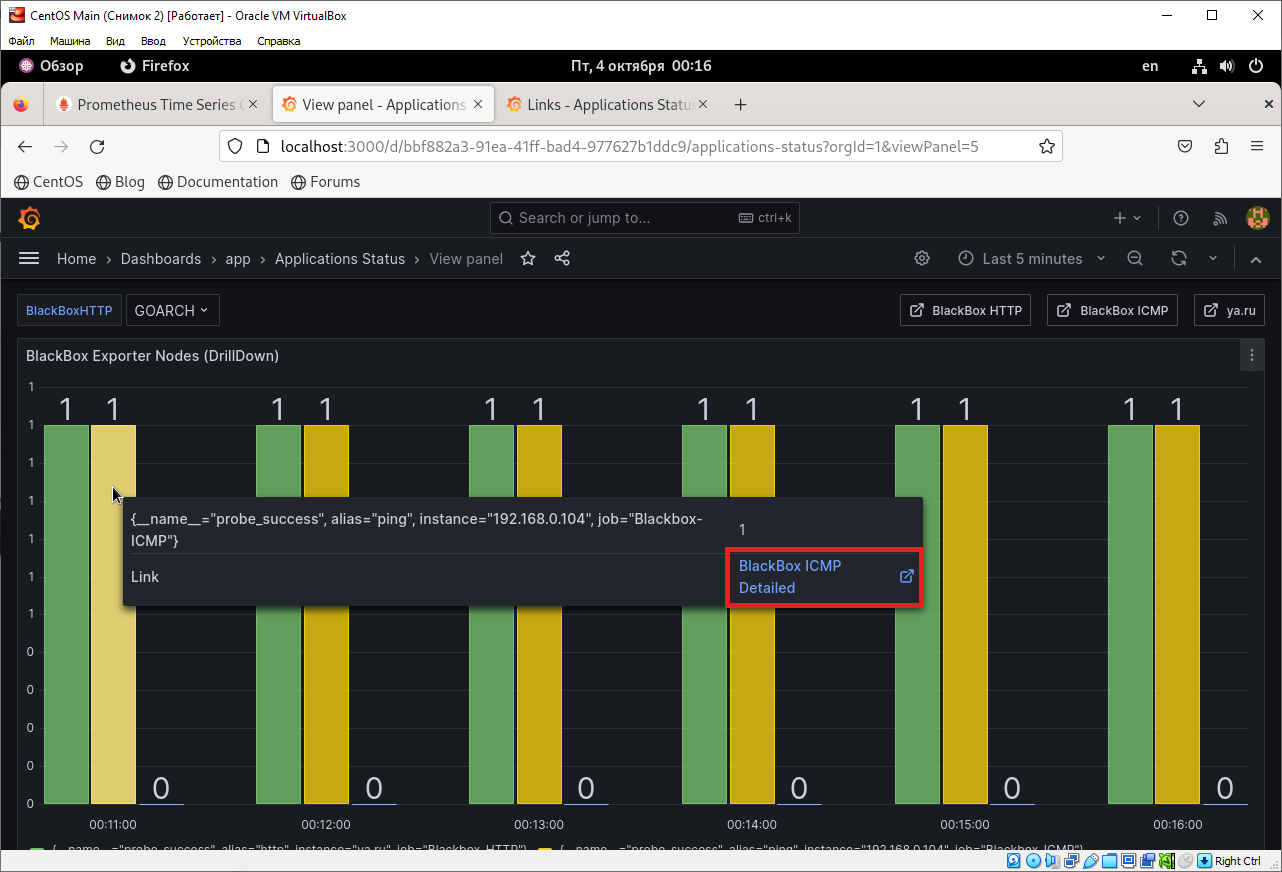 CentOS Main (Снимок 2) [Работает] - Oracle VM VirtualBox
Файл Машина Вид Ввод Устройства Справка
Обзор Firefox Пт, 4 октября 00:16 en
Prometheus Time Series View panel - Applications Links - Applications Statu
localhost:3000/d/bbf882a3-91ea-41ff-bad4-977627b1ddc9/applications-status?orgId=1&viewPanel=5
CentOS Blog Documentation Forums
Search or jump to... ctrl+k
Home › Dashboards › app › Applications Status › View panel Last 5 minutes
BlackBoxHTTP GOARCH BlackBox HTTP BlackBox ICMP ya.ru
BlackBox Exporter Nodes (DrillDown)
1
1 1 1 1 1 1 1 1 1 1 1 1
1
1
1
{__name__="probe_success", alias="ping", instance="192.168.0.104", job="Blackbox-
ICMP"}
1
1
Link
BlackBox ICMP
Detailed
1
1
0
0
0
0
0 0 0 0 0 0
0
00:11:00 00:12:00 00:13:00 00:14:00 00:15:00 00:16:00
{__name__="probe_success", alias="http", instance="ya.ru", job="Blackbox-HTTP"} {__name__="probe_success", alias="ping", instance="192.168.0.104", job="Blackbox-ICMP"}
Right Ctrl